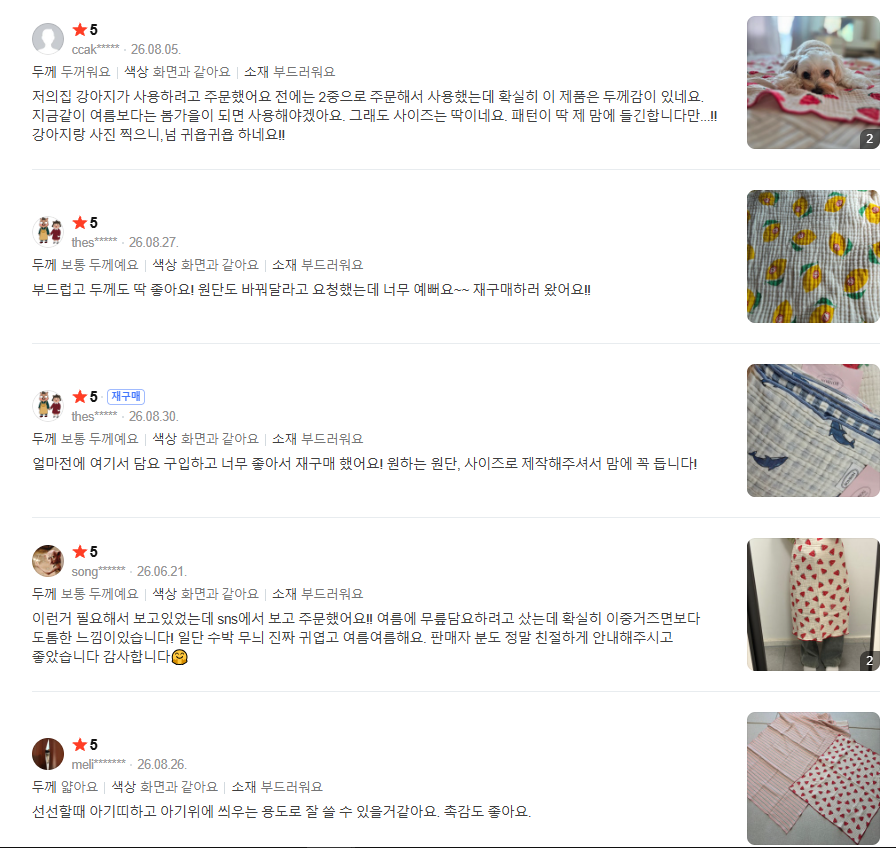 ★5
ccak***** · 26.08.05.
두께 두꺼워요 | 색상 화면과 같아요 | 소재 부드러워요
저의집 강아지가 사용하려고 주문했어요 전에는 2중으로 주문해서 사용했는데 확실히 이 제품은 두께감이 있네요.
지금같이 여름보다는 봄가을이 되면 사용해야겠아요. 그래도 사이즈는 딱이네요. 패턴이 딱 제 맘에 들긴합니다만...!!
강아지랑 사진 찍으니,넘 귀욥귀욥 하네요!!
2
★5
thes***** · 26.08.27.
두께 보통 두께예요 | 색상 화면과 같아요 | 소재 부드러워요
부드럽고 두께도 딱 좋아요! 원단도 바꿔달라고 요청했는데 너무 예뻐요~~ 재구매하러 왔어요!!
★5 · 재구매
thes***** · 26.08.30.
두께 보통 두께예요 | 색상 화면과 같아요 | 소재 부드러워요
얼마전에 여기서 담요 구입하고 너무 좋아서 재구매 했어요! 원하는 원단, 사이즈로 제작해주셔서 맘에 꼭 듭니다!
★5
song****** · 26.06.21.
두께 보통 두께예요 | 색상 화면과 같아요 | 소재 부드러워요
이런거 필요해서 보고있었는데 sns에서 보고 주문했어요!! 여름에 무릎담요하려고 샀는데 확실히 이중거즈면보다
도톰한 느낌이있습니다! 일단 수박 무늬 진짜 귀엽고 여름여름해요. 판매자 분도 정말 친절하게 안내해주시고
좋았습니다 감사합니다🤗
2
★5
meli******* · 26.08.26.
두께 얇아요 | 색상 화면과 같아요 | 소재 부드러워요
선선할때 아기띠하고 아기위에 씌우는 용도로 잘 쓸 수 있을거같아요. 촉감도 좋아요.